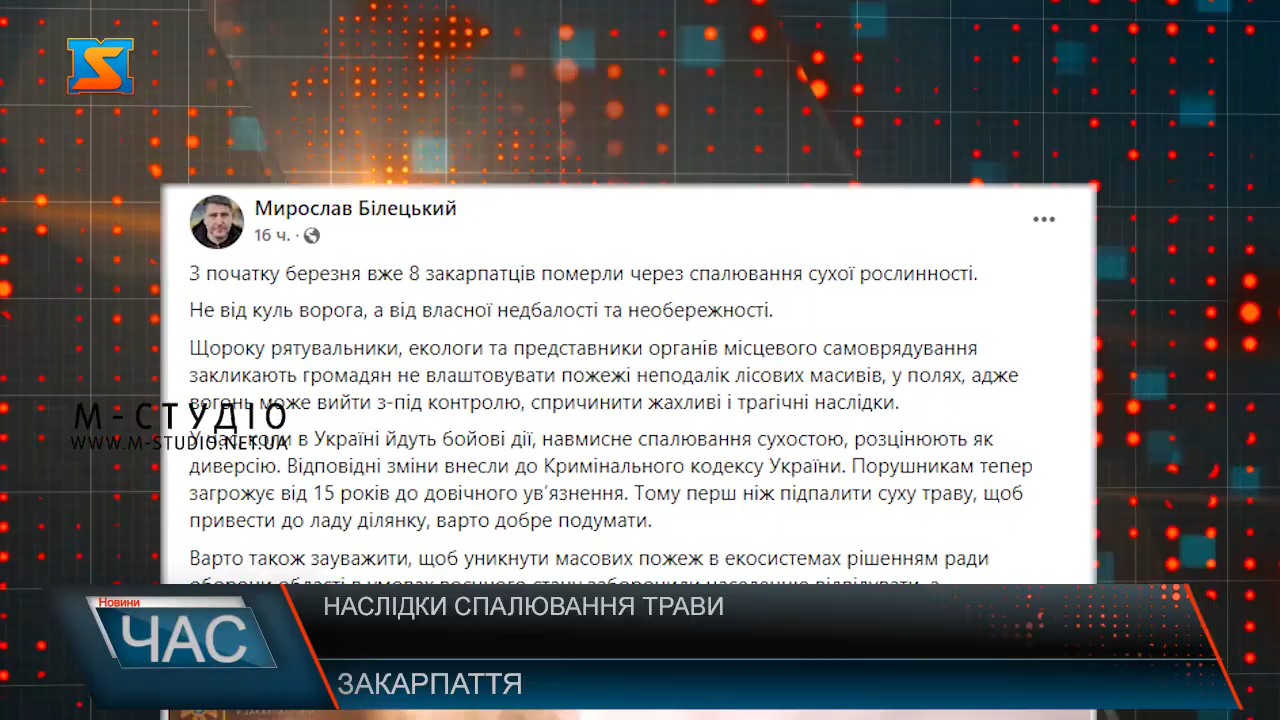 Мирослав Білецький
16 ч. ·
З початку березня вже 8 закарпатців померли через спалювання сухої рослинності.
Не від куль ворога, а від власної недбалості та необережності.
Щороку рятувальники, екологи та представники органів місцевого самоврядування
закликають громадян не влаштовувати пожежі неподалік лісових масивів, у полях, адже
вогонь може вийти з-під контролю, спричинити жахливі і трагічні наслідки.
М-СТУДІО
WWW.M-STUDIO.NET.UA
У час, коли в Україні йдуть бойові дії, навмисне спалювання сухостою, розцінюють як
диверсію. Відповідні зміни внесли до Кримінального кодексу України. Порушникам тепер
загрожує від 15 років до довічного ув’язнення. Тому перш ніж підпалити суху траву, щоб
привести до ладу ділянку, варто добре подумати.
Варто також зауважити, щоб уникнути масових пожеж в екосистемах рішенням ради
Новини
ЧАС
НАСЛІДКИ СПАЛЮВАННЯ ТРАВИ
ЗАКАРПАТТЯ